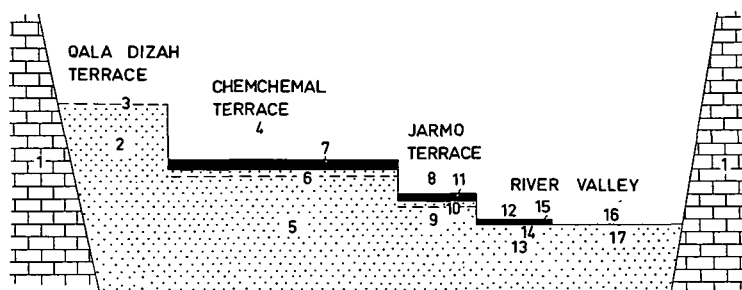 QALA DIZAH
TERRACE
3
2
1
CHEMCHEMAL
TERRACE
4
7
6
5
JARMO
TERRACE
8 11
10
9
RIVER VALLEY
12 15 16
14 17
13
1